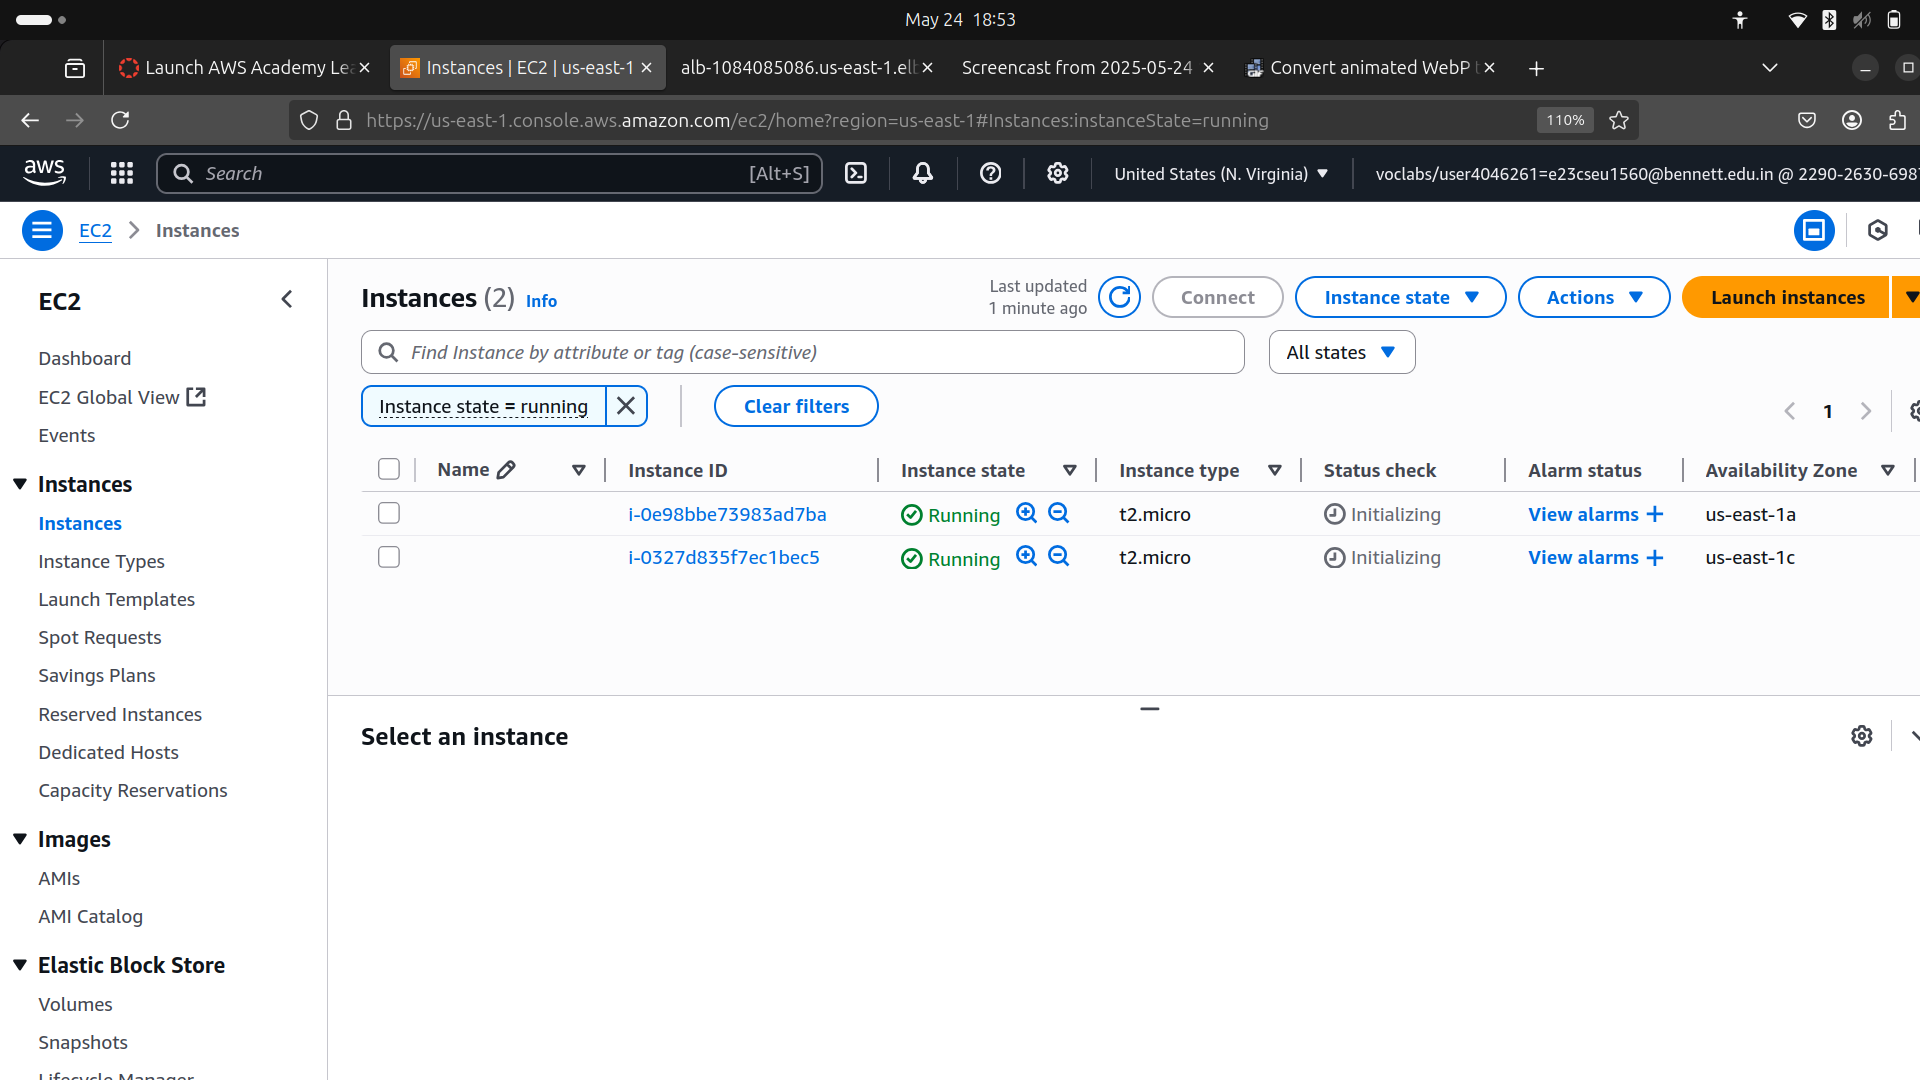 May 24 18:53
Launch AWS Academy Le
Instances | EC2 | us-east-1
alb-1084085086.us-east-1.elb
Screencast from 2025-05-24
Convert animated WebP t
https://us-east-1.console.aws.amazon.com/ec2/home?region=us-east-1#Instances:instanceState=running
110%
aws
Search
[Alt+S]
United States (N. Virginia)
voclabs/user4046261=e23cseu1560@bennett.edu.in @ 2290-2630-698
EC2
Instances
EC2
Dashboard
EC2 Global View
Events
Instances
Instances
Instance Types
Launch Templates
Spot Requests
Savings Plans
Reserved Instances
Dedicated Hosts
Capacity Reservations
Images
AMIs
AMI Catalog
Elastic Block Store
Volumes
Snapshots
Lifecycle Manager
Instances (2) Info
Last updated
1 minute ago
Connect
Instance state
Actions
Launch instances
Find Instance by attribute or tag (case-sensitive)
All states
Instance state = running
Clear filters
1
Name Instance ID Instance state Instance type Status check Alarm status Availability Zone
i-0e98bbe73983ad7ba Running t2.micro Initializing View alarms us-east-1a
i-0327d835f7ec1bec5 Running t2.micro Initializing View alarms us-east-1c
Select an instance